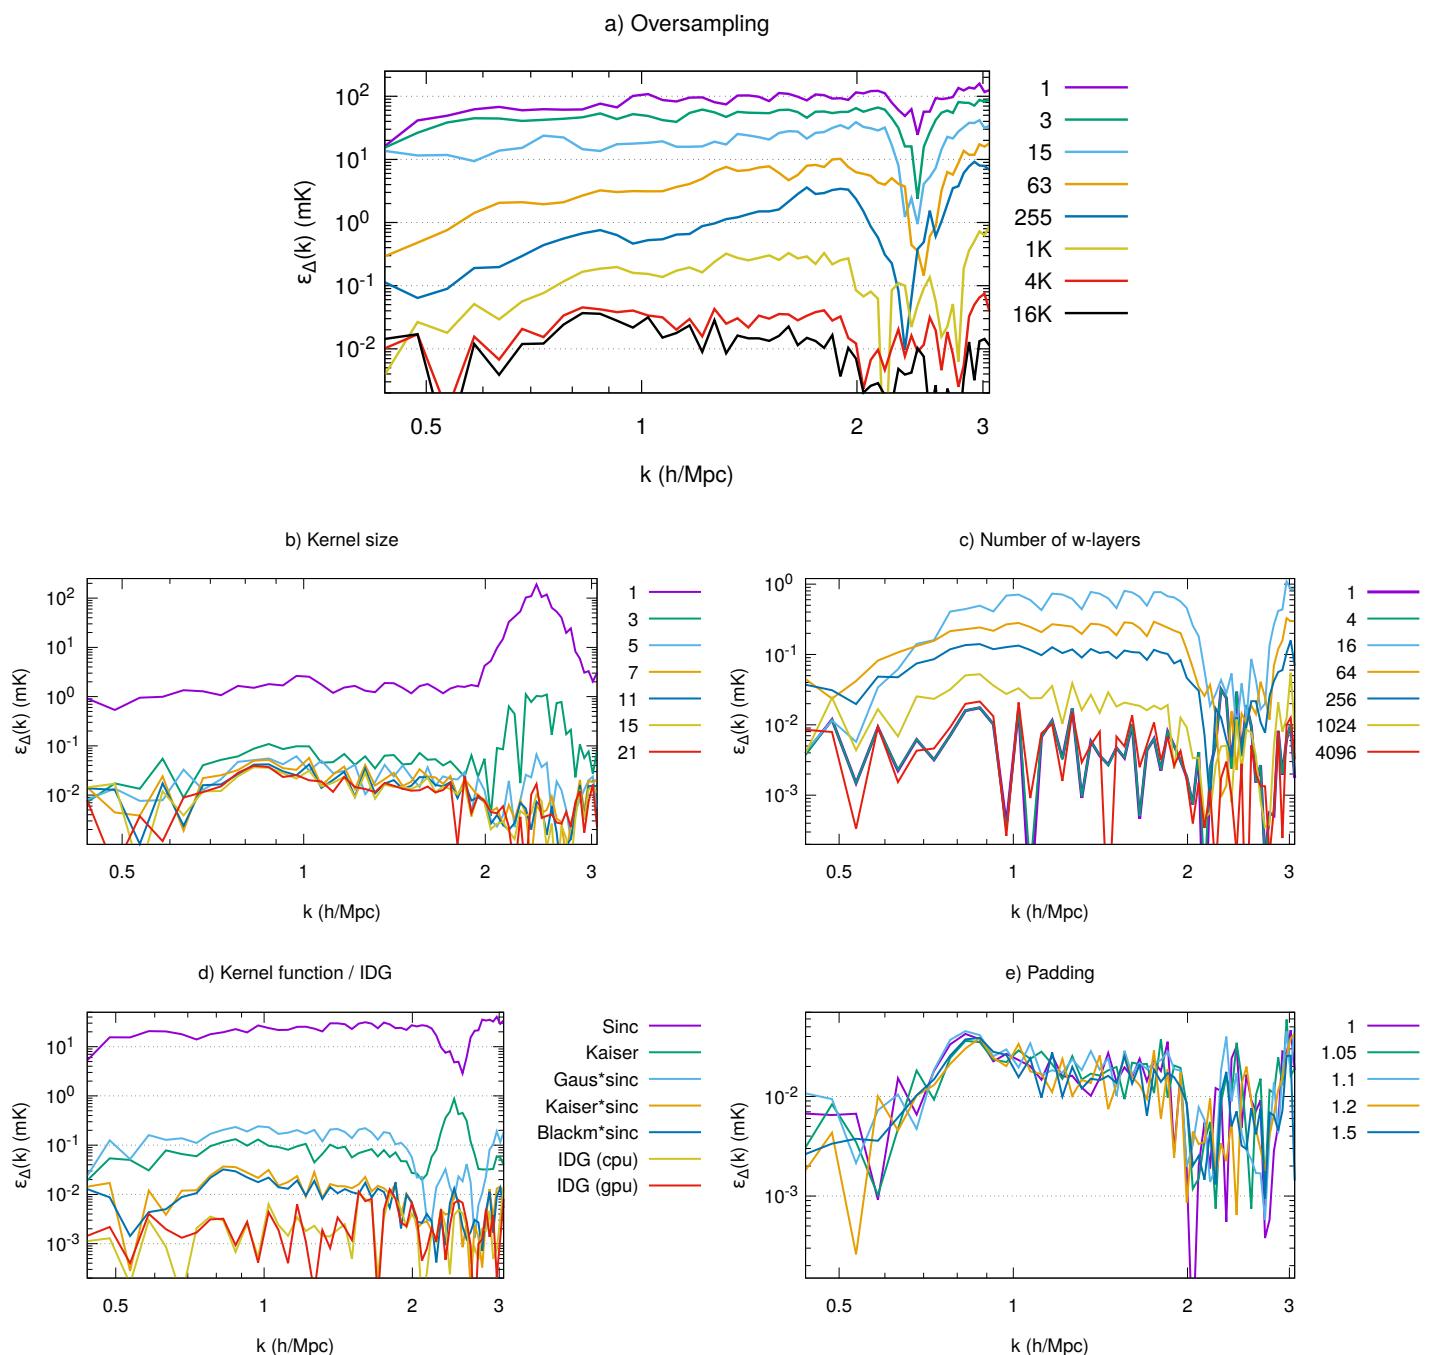 a) Oversampling
ε_Δ(k) (mK)
10^2
10^1
10^0
10^-1
10^-2
0.5 1 2 3
k (h/Mpc)
1
3
15
63
255
1K
4K
16K
b) Kernel size
ε_Δ(k) (mK)
10^2
10^1
10^0
10^-1
10^-2
0.5 1 2 3
k (h/Mpc)
1
3
5
7
11
15
21
c) Number of w-layers
ε_Δ(k) (mK)
10^0
10^-1
10^-2
10^-3
0.5 1 2 3
k (h/Mpc)
1
4
16
64
256
1024
4096
d) Kernel function / IDG
ε_Δ(k) (mK)
10^1
10^0
10^-1
10^-2
10^-3
0.5 1 2 3
k (h/Mpc)
Sinc
Kaiser
Gaus*sinc
Kaiser*sinc
Blackm*sinc
IDG (cpu)
IDG (gpu)
e) Padding
ε_Δ(k) (mK)
10^-2
10^-3
0.5 1 2 3
k (h/Mpc)
1
1.05
1.1
1.2
1.5